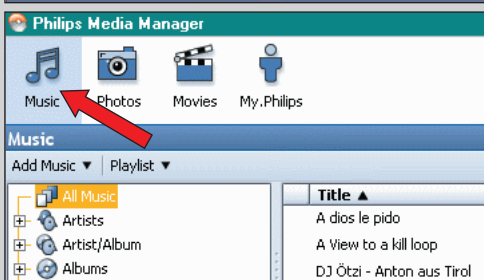 Philips Media Manager
Music Photos Movies My.Philips
Music
Add Music ▼ | Playlist ▼
All Music
Artists
Artist/Album
Albums
Title ▲
A dios le pido
A View to a kill loop
DJ Ötzi - Anton aus Tirol